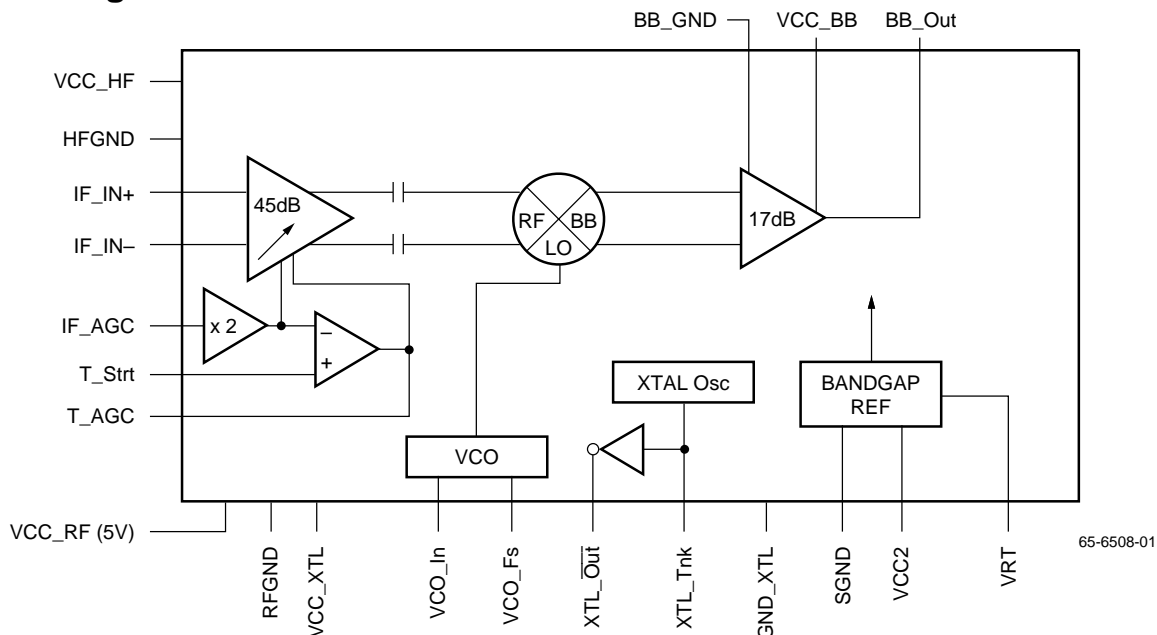 BB_GND
VCC_BB
BB_Out
VCC_HF
HFGND
IF_IN+
45dB
RF
BB
LO
17dB
IF_IN–
IF_AGC
x 2
–
+
T_Strt
XTAL Osc
BANDGAP
REF
T_AGC
VCO
VCC_RF (5V)
RFGND
VCC_XTL
VCO_In
VCO_Fs
XTL_Out
XTL_Tnk
GND_XTL
SGND
VCC2
VRT
65-6508-01